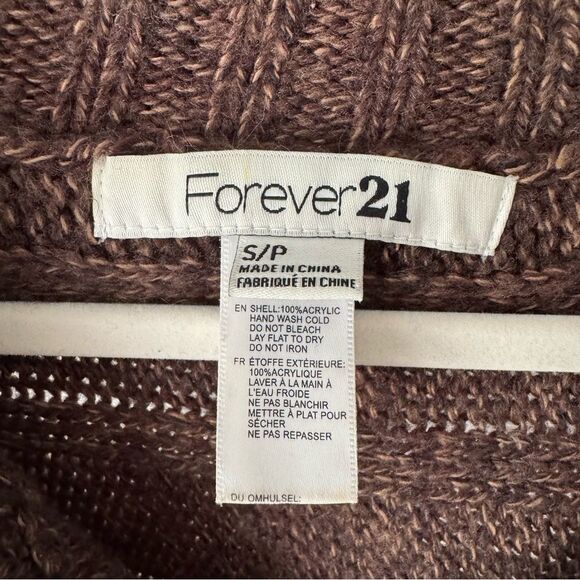 Forever21
S/P
MADE IN CHINA
FABRIQUÉ EN CHINE
EN SHELL:100%ACRYLIC
HAND WASH COLD
DO NOT BLEACH
LAY FLAT TO DRY
DO NOT IRON
FR ÉTOFFE EXTÉRIEURE:
100%ACRYLIQUE
LAVER À LA MAIN À
L'EAU FROIDE
NE PAS BLANCHIR
METTRE À PLAT POUR
SÉCHER
NE PAS REPASSER
DU OMHULSEL: